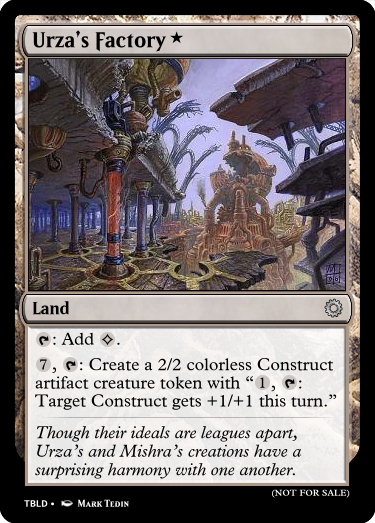 Urza's Factory ★
Land
: Add .
7, : Create a 2/2 colorless Construct
artifact creature token with “1, :
Target Construct gets +1/+1 this turn.”
Though their ideals are leagues apart,
Urza's and Mishra's creations have a
surprising harmony with one another.
TBLD • Mark Tedin
(NOT FOR SALE)